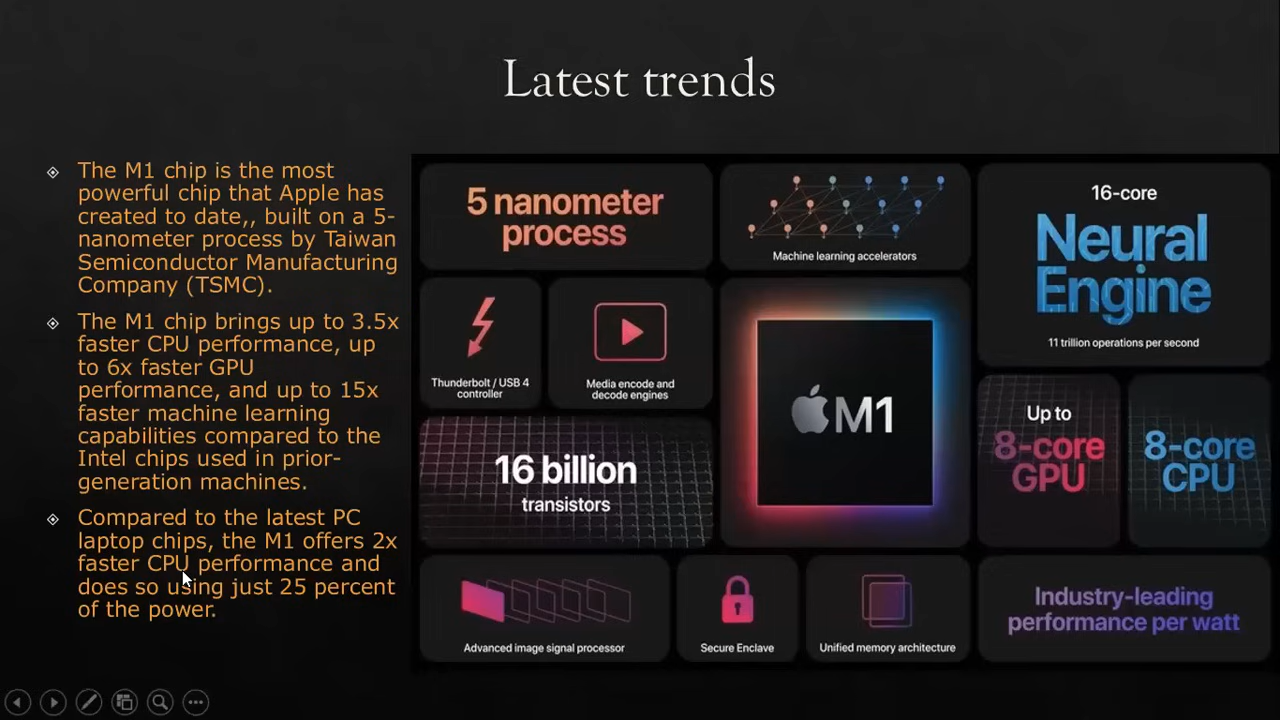 Latest trends
The M1 chip is the most
powerful chip that Apple has
created to date,, built on a 5-
nanometer process by Taiwan
Semiconductor Manufacturing
Company (TSMC).
The M1 chip brings up to 3.5x
faster CPU performance, up
to 6x faster GPU
performance, and up to 15x
faster machine learning
capabilities compared to the
Intel chips used in prior-
generation machines.
Compared to the latest PC
laptop chips, the M1 offers 2x
faster CPU performance and
does so using just 25 percent
of the power.
5 nanometer
process
Machine learning accelerators
16-core
Neural
Engine
11 trillion operations per second
Thunderbolt / USB 4
controller
Media encode and
decode engines
M1
Up to
8-core
GPU
8-core
CPU
16 billion
transistors
Advanced image signal processor
Secure Enclave
Unified memory architecture
Industry-leading
performance per watt